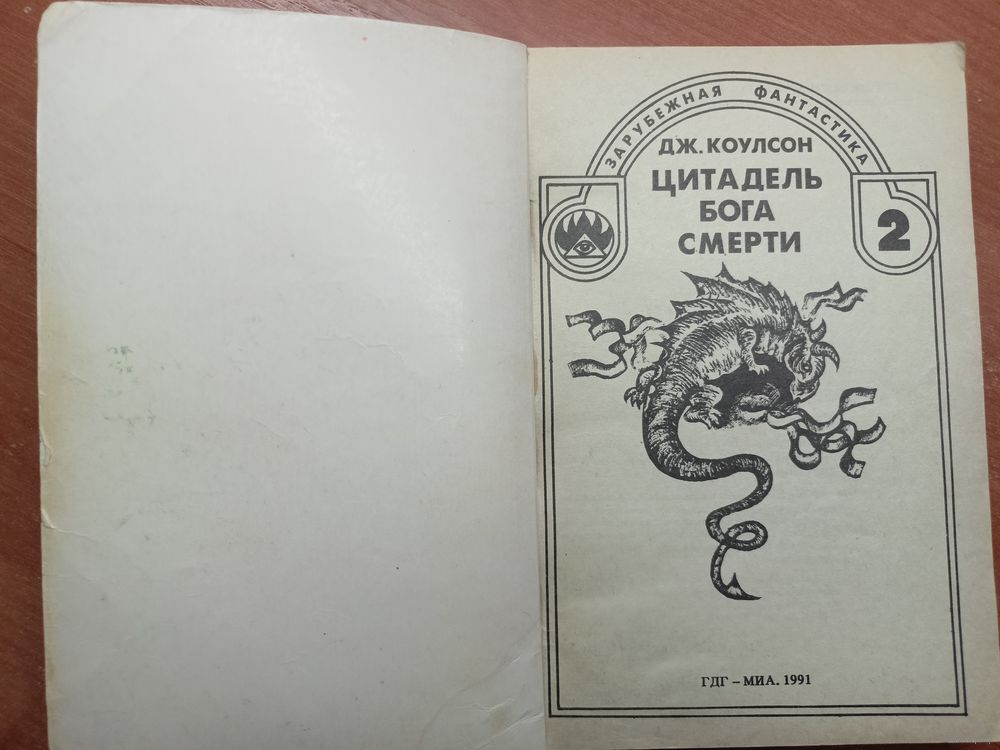 ЗАРУБЕЖНАЯ ФАНТАСТИКА
ДЖ. КОУЛСОН
ЦИТАДЕЛЬ
БОГА
СМЕРТИ
2
ГДГ – МИА. 1991